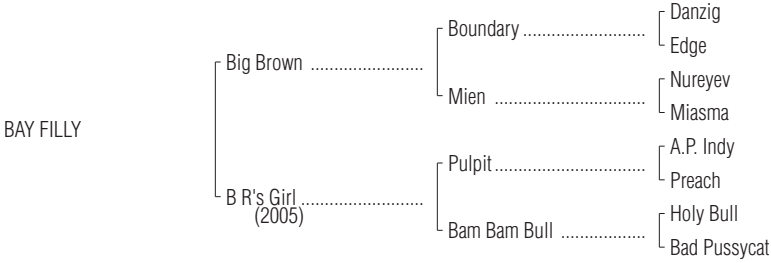 Danzig
Boundary ..........................
Edge
Big Brown ........................
Nureyev
Mien ................................
Miasma
BAY FILLY
A.P. Indy
Pulpit................................
Preach
B R's Girl ..........................
(2005)
Holy Bull
Bam Bam Bull ..................
Bad Pussycat